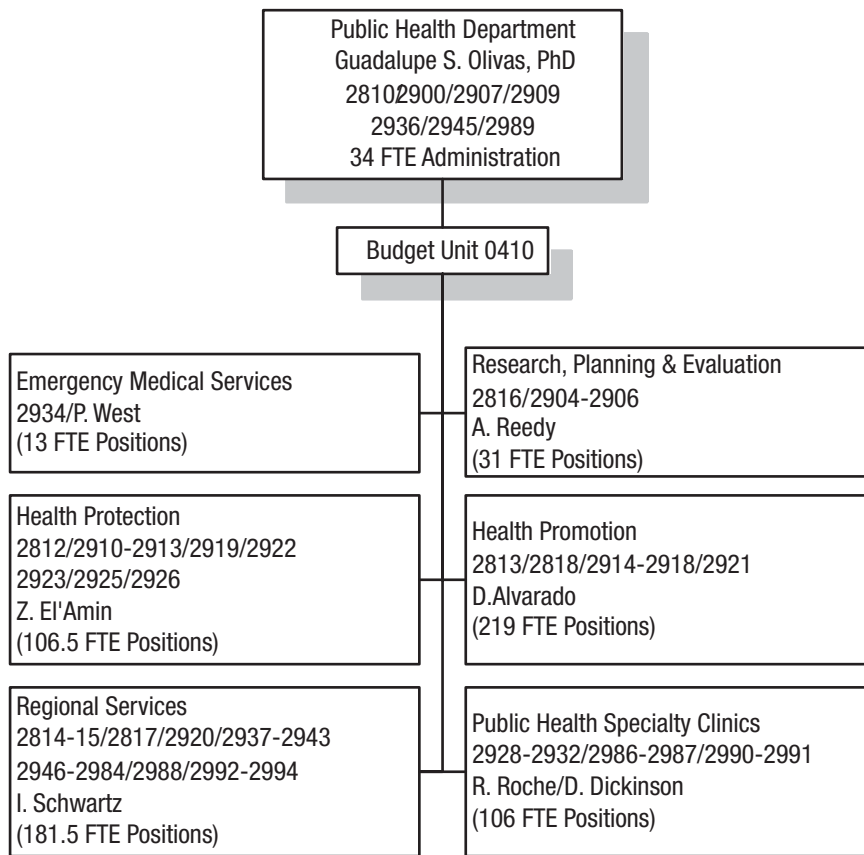 Public Health Department
Guadalupe S. Olivas, PhD
2810/2900/2907/2909
2936/2945/2989
34 FTE Administration
Budget Unit 0410
Emergency Medical Services
2934/P. West
(13 FTE Positions)
Research, Planning & Evaluation
2816/2904-2906
A. Reedy
(31 FTE Positions)
Health Protection
2812/2910-2913/2919/2922
2923/2925/2926
Z. El'Amin
(106.5 FTE Positions)
Health Promotion
2813/2818/2914-2918/2921
D.Alvarado
(219 FTE Positions)
Regional Services
2814-15/2817/2920/2937-2943
2946-2984/2988/2992-2994
I. Schwartz
(181.5 FTE Positions)
Public Health Specialty Clinics
2928-2932/2986-2987/2990-2991
R. Roche/D. Dickinson
(106 FTE Positions)